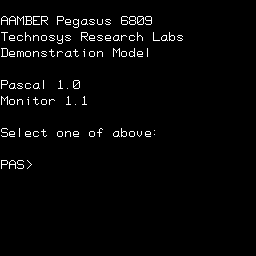 AAMBER Pegasus 6809
Technosys Research Labs
Demonstration Model
Pascal 1.0
Monitor 1.1
Select one of above:
PAS>